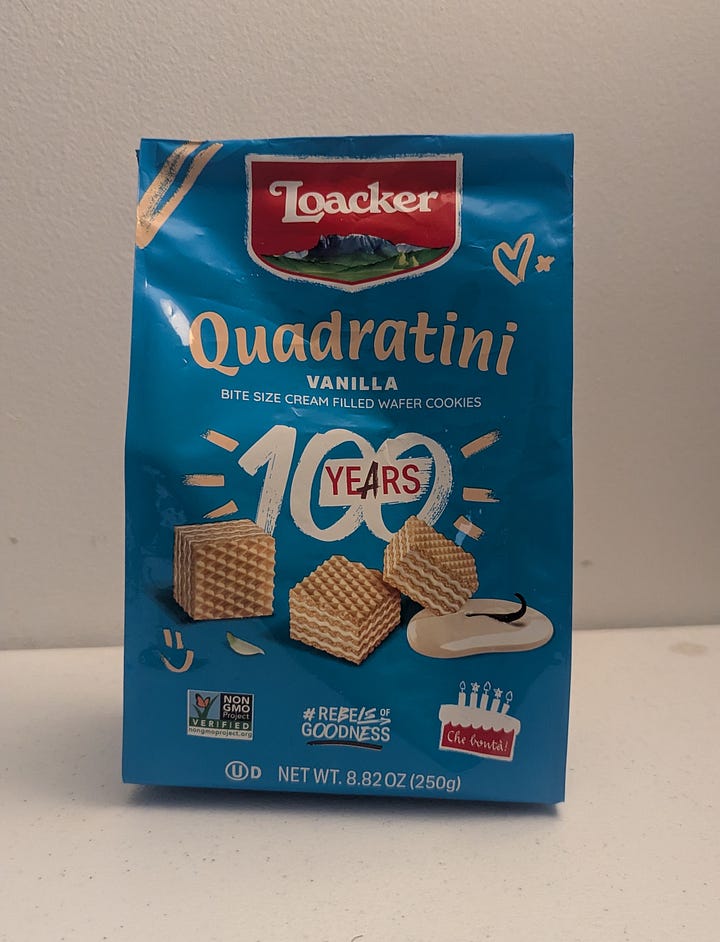 Loacker
Quadratini
VANILLA
BITE SIZE CREAM FILLED WAFER COOKIES
100
YEARS
NON
GMO
Project
VERIFIED
nongmoproject.org
#REBELS OF
GOODNESS
Che bontà!
U D NET WT. 8.82 OZ (250g)